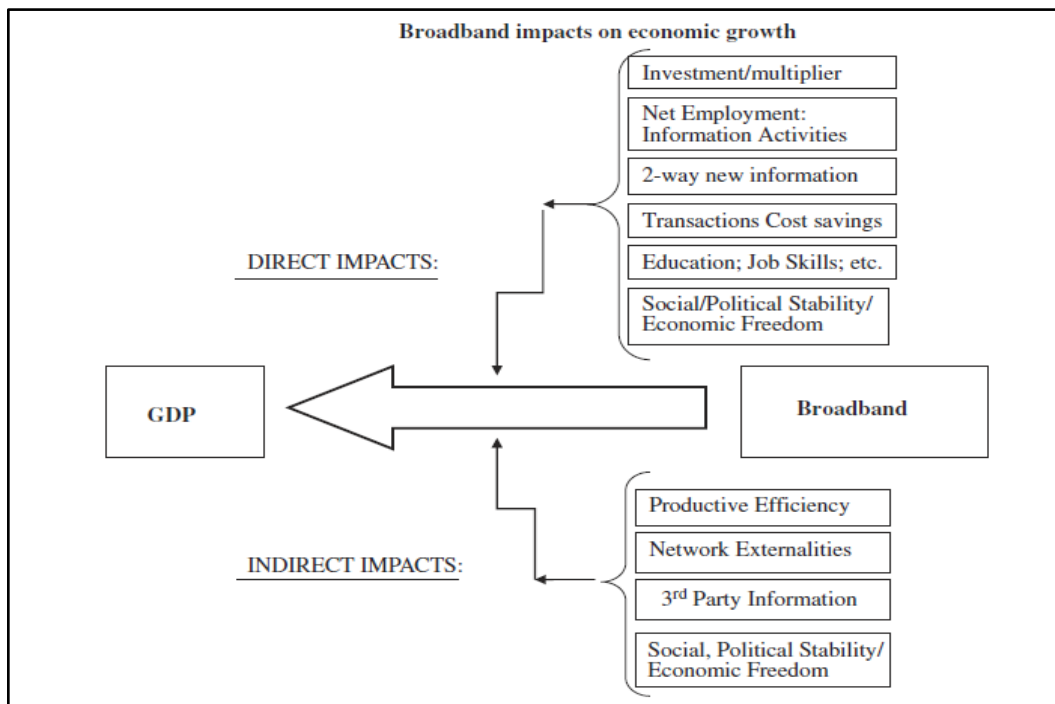 Broadband impacts on economic growth
Investment/multiplier
Net Employment:
Information Activities
2-way new information
Transactions Cost savings
DIRECT IMPACTS:
Education; Job Skills; etc.
Social/Political Stability/
Economic Freedom
GDP
Broadband
Productive Efficiency
Network Externalities
INDIRECT IMPACTS:
3rd Party Information
Social, Political Stability/
Economic Freedom